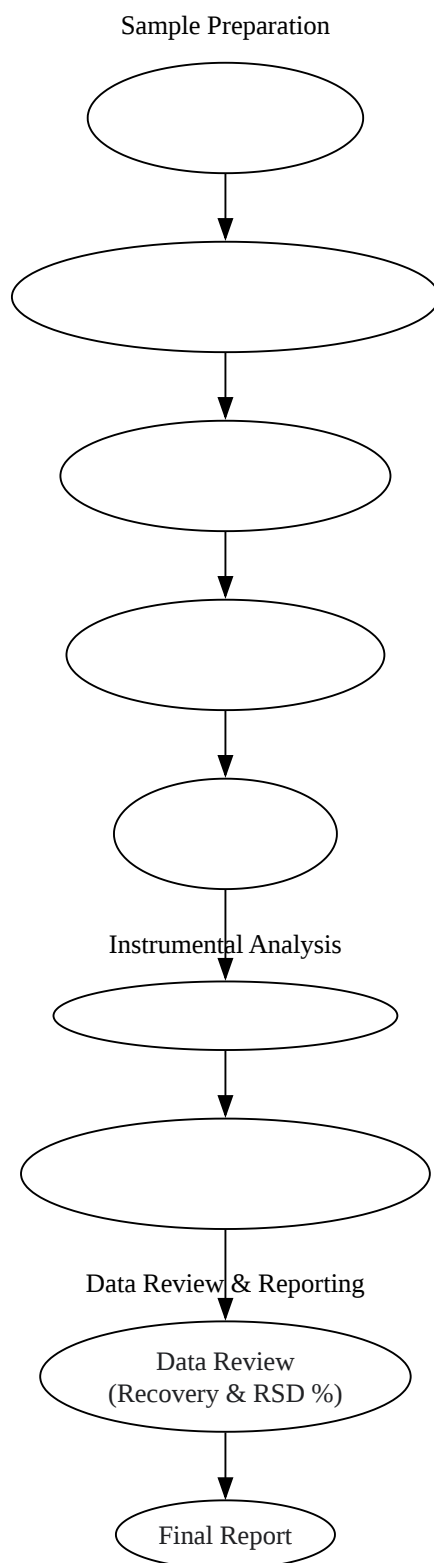 Sample Preparation
Instrumental Analysis
Data Review & Reporting
Data Review
(Recovery & RSD %)
Final Report